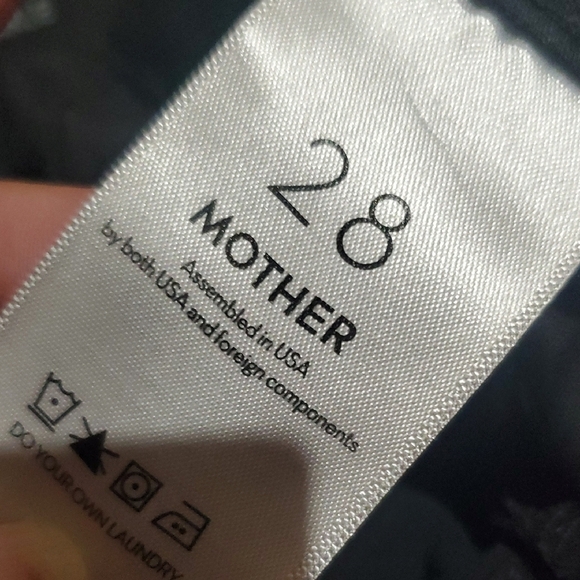 28
MOTHER
Assembled in USA
by both USA and foreign components
DO YOUR OWN LAUNDRY